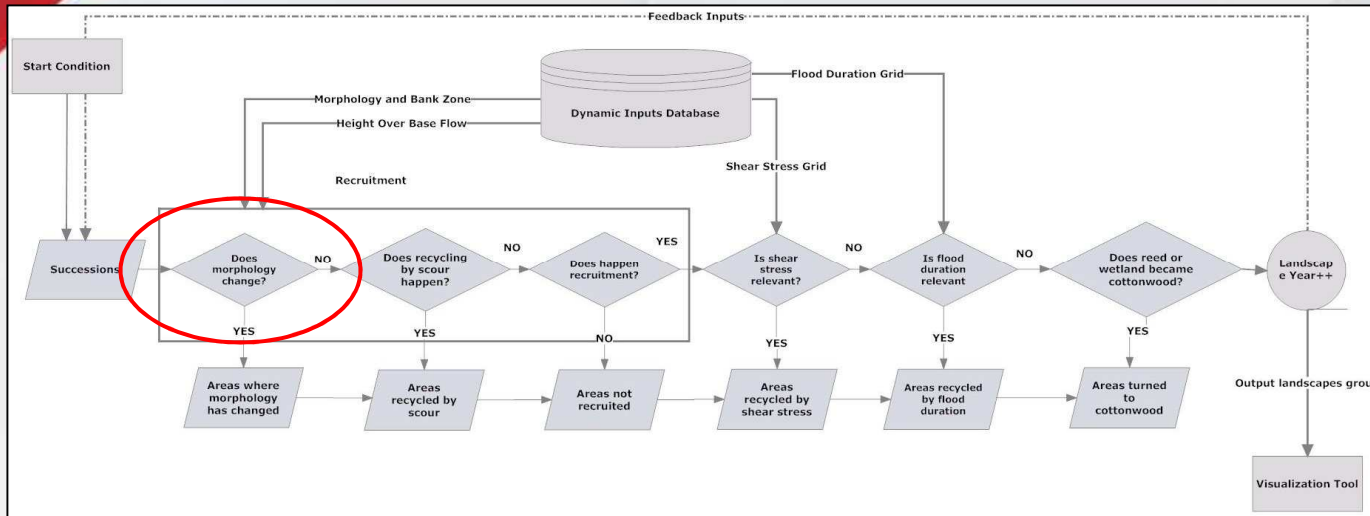 Feedback Inputs
Start Condition
Flood Duration Grid
Morphology and Bank Zone
Dynamic Inputs Database
Height Over Base Flow
Shear Stress Grid
Recruitment
Successions
Does
morphology
change?
NO
Does recycling
by scour
happen?
NO
Does happen
recruitment?
YES
Is shear
stress
relevant?
NO
Is flood
duration
relevant
NO
Does reed or
wetland became
cottonwood?
Landscap
e Year++
YES
YES
NO
YES
YES
YES
Areas where
morphology
has changed
Areas
recycled by
scour
Areas not
recruited
Areas
recycled by
shear stress
Areas recycled
by flood
duration
Areas turned
to
cottonwood
Output landscapes grou
Visualization Tool